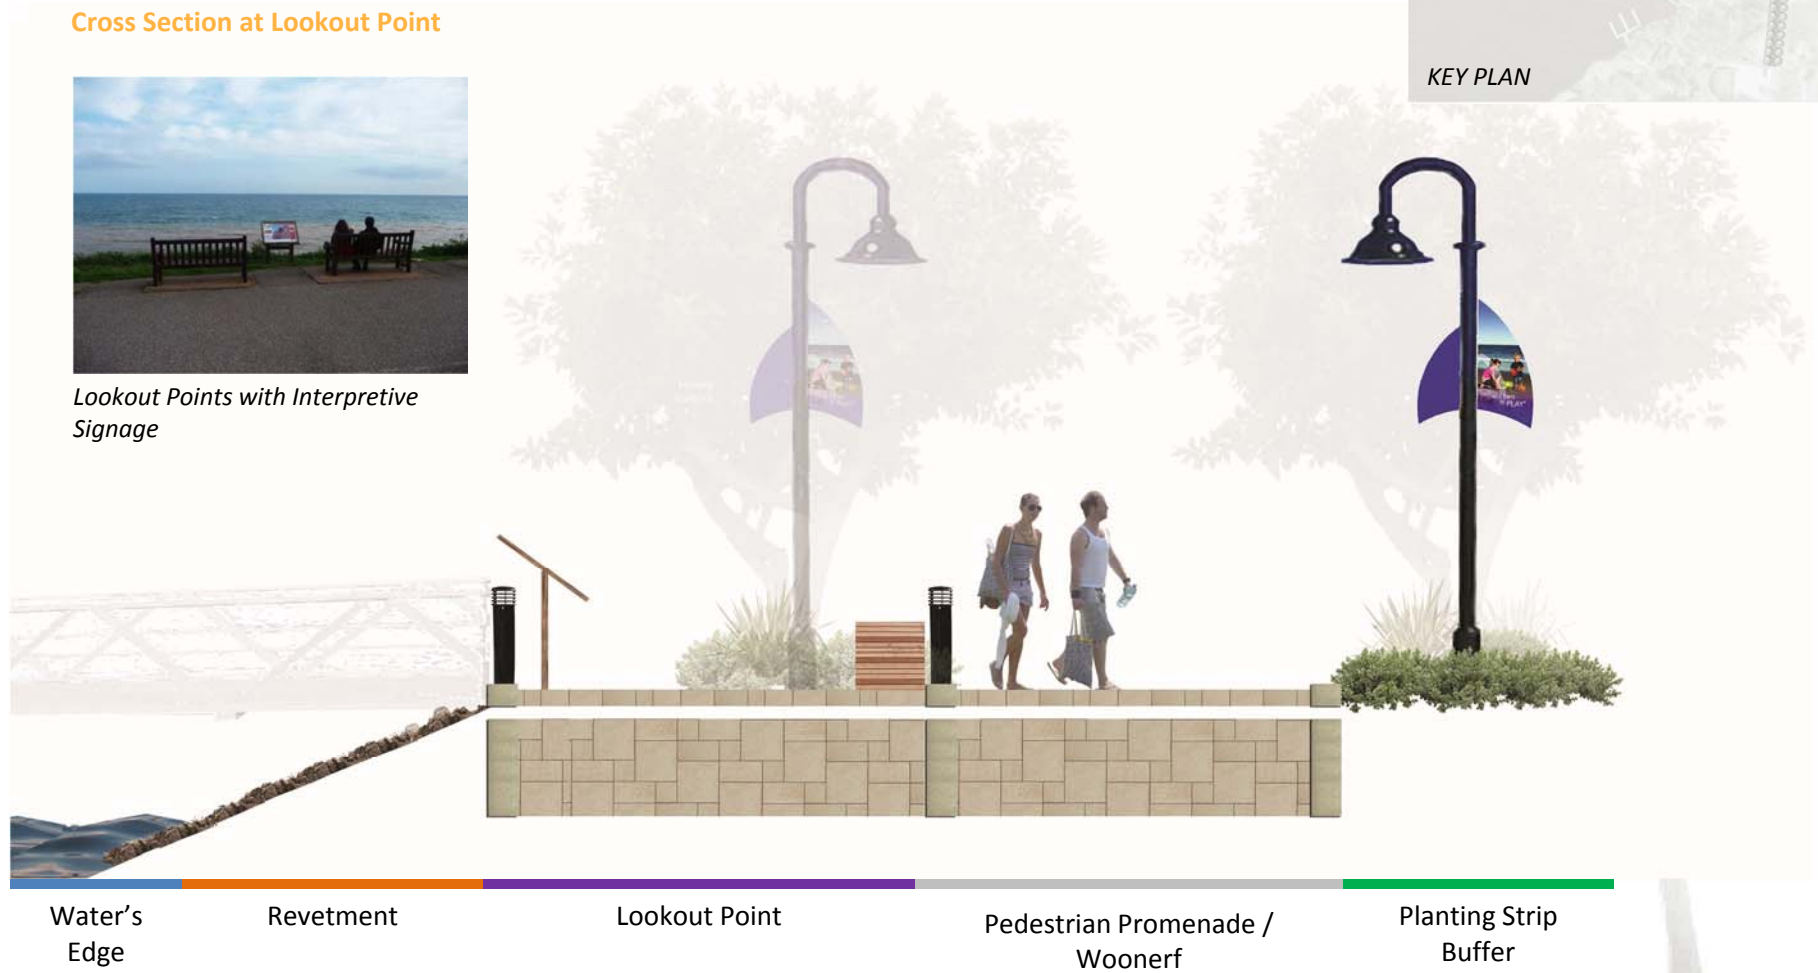 Cross Section at Lookout Point
KEY PLAN
Lookout Points with Interpretive
Signage
PLAY
Water's
Edge
Revetment
Lookout Point
Pedestrian Promenade /
Woonerf
Planting Strip
Buffer